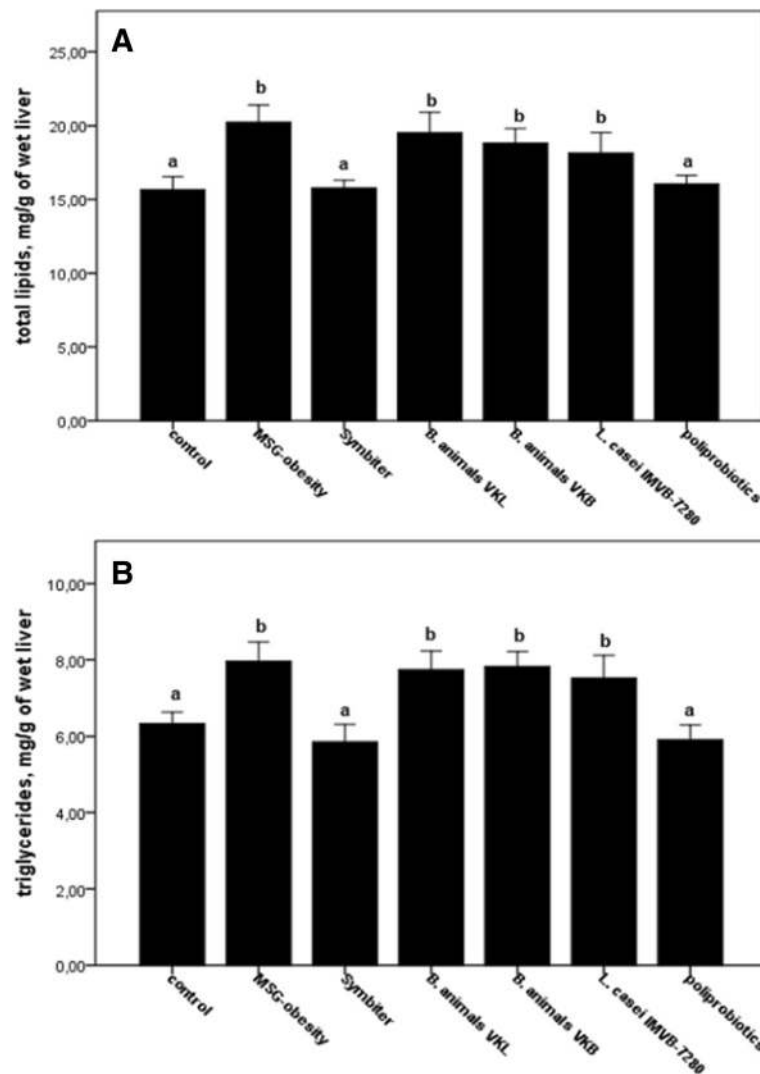 A
total lipids, mg/g of wet liver
25,00
20,00
15,00
10,00
5,00
0,00
a
b
a
b
b
b
a
control
MSG-obesity
Symbiter
B. animals VKL
B. animals VKB
L. casei IMVB-7280
poliprobiotics
B
triglycerides, mg/g of wet liver
10,00
8,00
6,00
4,00
2,00
0,00
a
b
a
b
b
b
a
control
MSG-obesity
Symbiter
B. animals VKL
B. animals VKB
L. casei IMVB-7280
poliprobiotics